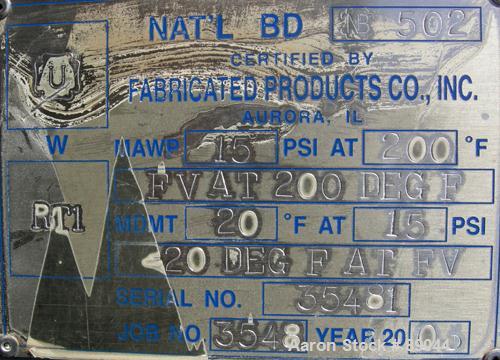 NAT'L BD NB 502
U
CERTIFIED BY
FABRICATED PRODUCTS CO., INC.
AURORA, IL
W
MAWP 15 PSI AT 200 °F
FV AT 200 DEG F
RT1
MDMT 20 °F AT 15 PSI
20 DEG F AT FV
SERIAL NO. 35481
JOB NO 3548 YEAR 20 03
Aaron Stock #